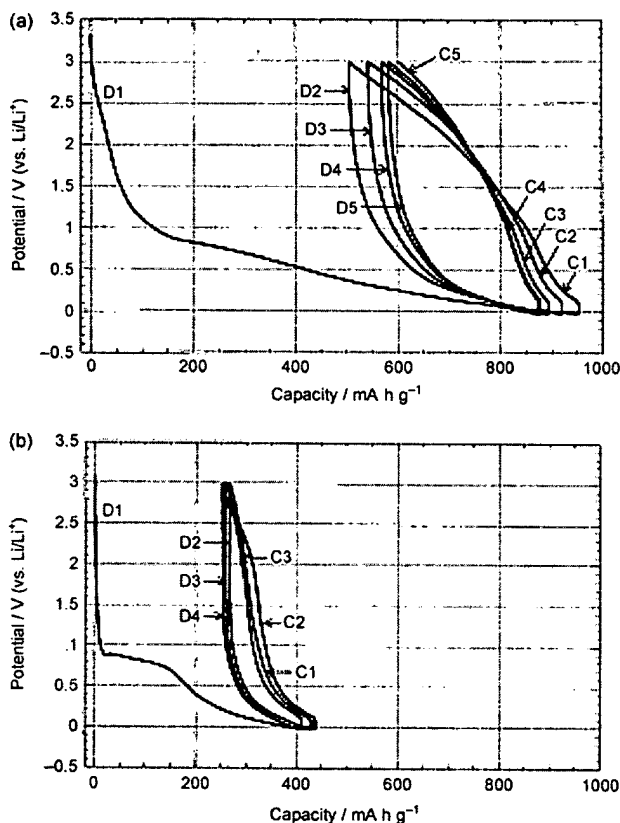 (a)
3.5
3
2.5
2
1.5
1
0.5
0
–0.5
Potential / V (vs. Li/Li⁺)
D1
D2
D3
D4
D5
C5
C4
C3
C2
C1
0 200 400 600 800 1000
Capacity / mA h g⁻¹
(b)
3.5
3
2.5
2
1.5
1
0.5
0
–0.5
Potential / V (vs. Li/Li⁺)
D1
D2
D3
D4
C3
C2
C1
0 200 400 600 800 1000
Capacity / mA h g⁻¹